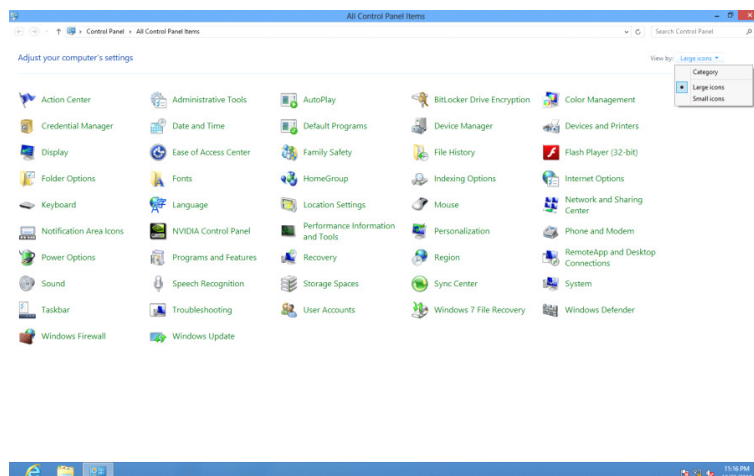 All Control Panel Items
Control Panel All Control Panel Items
Search Control Panel
Adjust your computer's settings
View by: Large icons
Category
Large icons
Small icons
Action Center Administrative Tools AutoPlay BitLocker Drive Encryption Color Management
Credential Manager Date and Time Default Programs Device Manager Devices and Printers
Display Ease of Access Center Family Safety File History Flash Player (32-bit)
Folder Options Fonts HomeGroup Indexing Options Internet Options
Keyboard Language Location Settings Mouse Network and Sharing
Center
Notification Area Icons NVIDIA Control Panel Performance Information
and Tools
Personalization Phone and Modem
Power Options Programs and Features Recovery Region RemoteApp and Desktop
Connections
Sound Speech Recognition Storage Spaces Sync Center System
Taskbar Troubleshooting User Accounts Windows 7 File Recovery Windows Defender
Windows Firewall Windows Update
11:16 PM